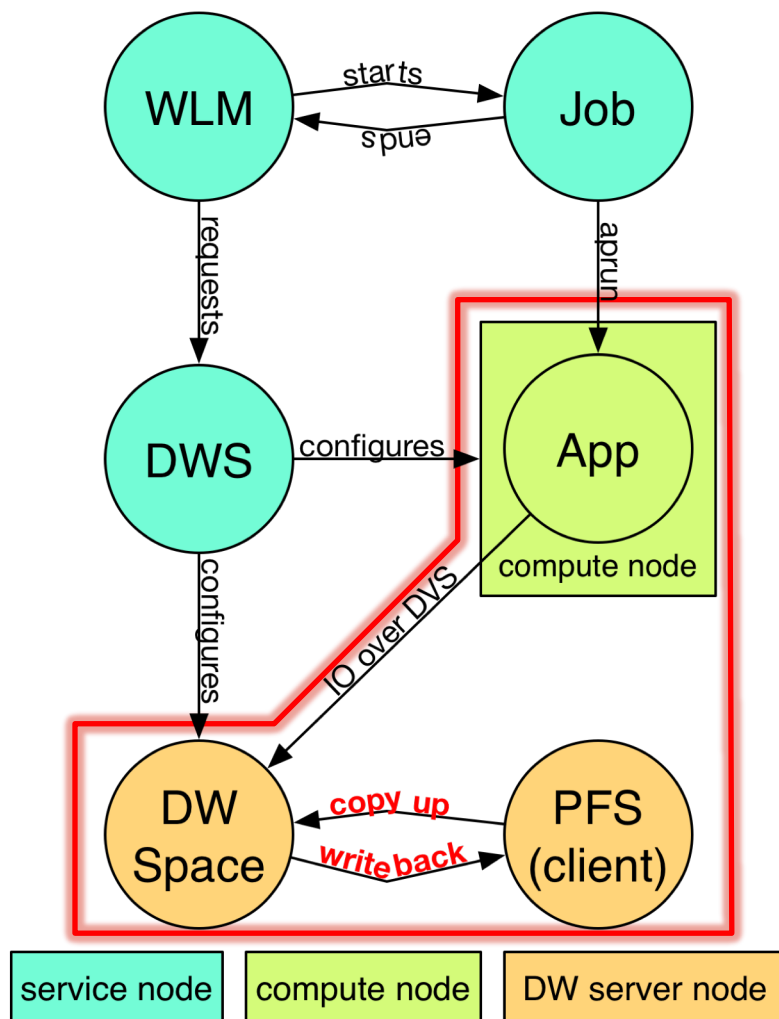 WLM
starts
Job
ends
requests
aprun
DWS
configures
App
compute node
configures
IO over DVS
DW
Space
copy up
writeback
PFS
(client)
service node
compute node
DW server node